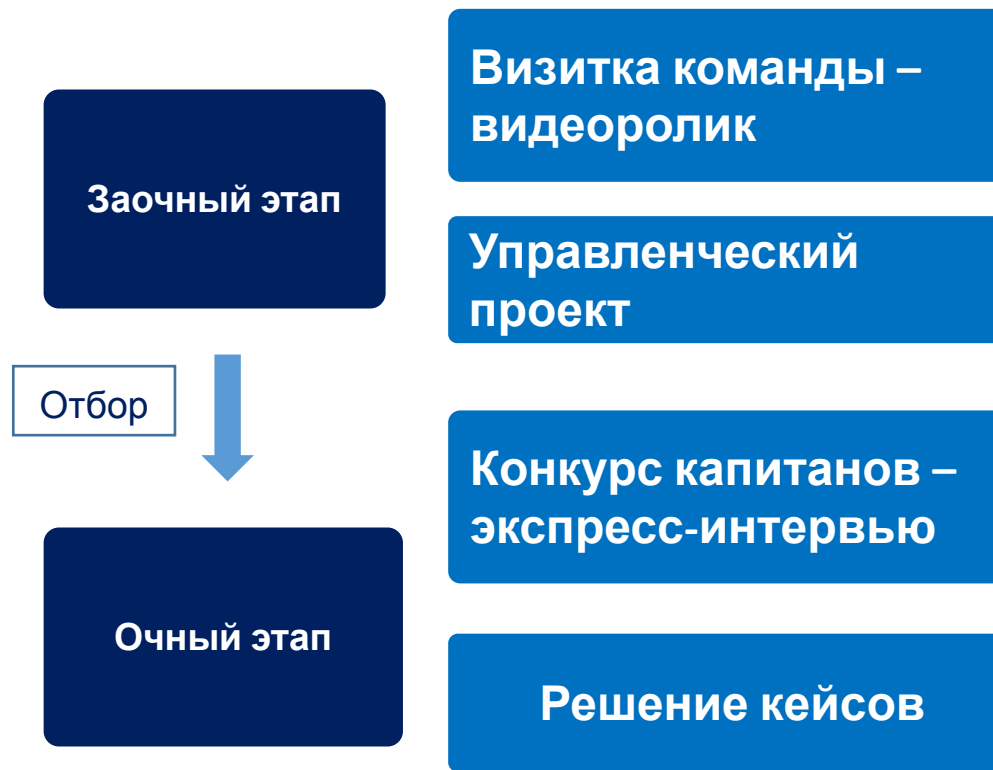 Заочный этап
Визитка команды –
видеоролик
Управленческий
проект
Отбор
Очный этап
Конкурс капитанов –
экспресс-интервью
Решение кейсов